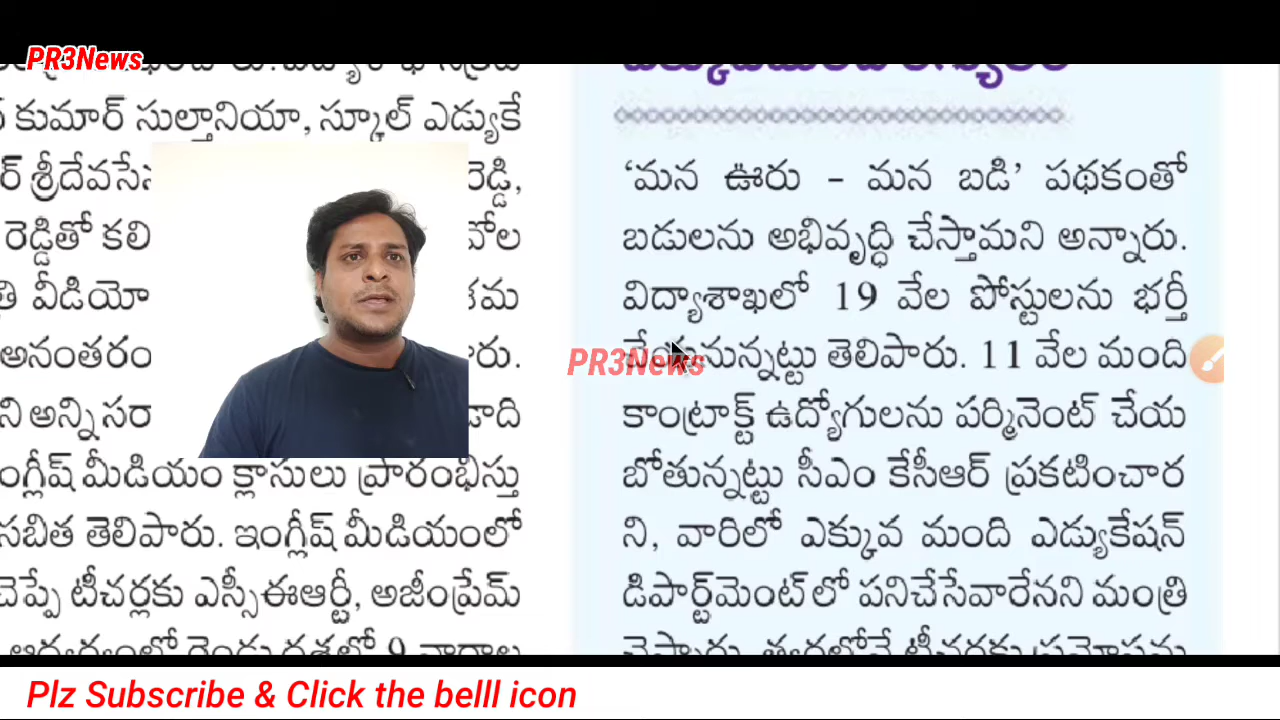 PR3News
కుమార్ సుల్తానియా, స్కూల్ ఎడ్యుకే
ర్ శ్రీదేవసేన
రెడ్డి,
రెడ్డితో కలి
వీడియో
అనంతరం
ని అన్ని సరా
ంగ్లీష్ మీడియం క్లాసులు ప్రారంభిస్తు
సబిత తెలిపారు. ఇంగ్లీష్ మీడియంలో
చెప్పే టీచర్లకు ఎస్సీఈఆర్టీ, అజీంప్రేమ్
‘మన ఊరు - మన బడి’ పథకంతో
బడులను అభివృద్ధి చేస్తామని అన్నారు.
విద్యాశాఖలో 19 వేల పోస్టులను భర్తీ
PR3News
తెలిపారు. 11 వేల మంది
కాంట్రాక్ట్ ఉద్యోగులను పర్మినెంట్ చేయ
బోతున్నట్టు సీఎం కేసీఆర్ ప్రకటించార
ని, వారిలో ఎక్కువ మంది ఎడ్యుకేషన్
డిపార్ట్‌మెంట్‌లో పనిచేసేవారేనని మంత్రి
Plz Subscribe & Click the belll icon